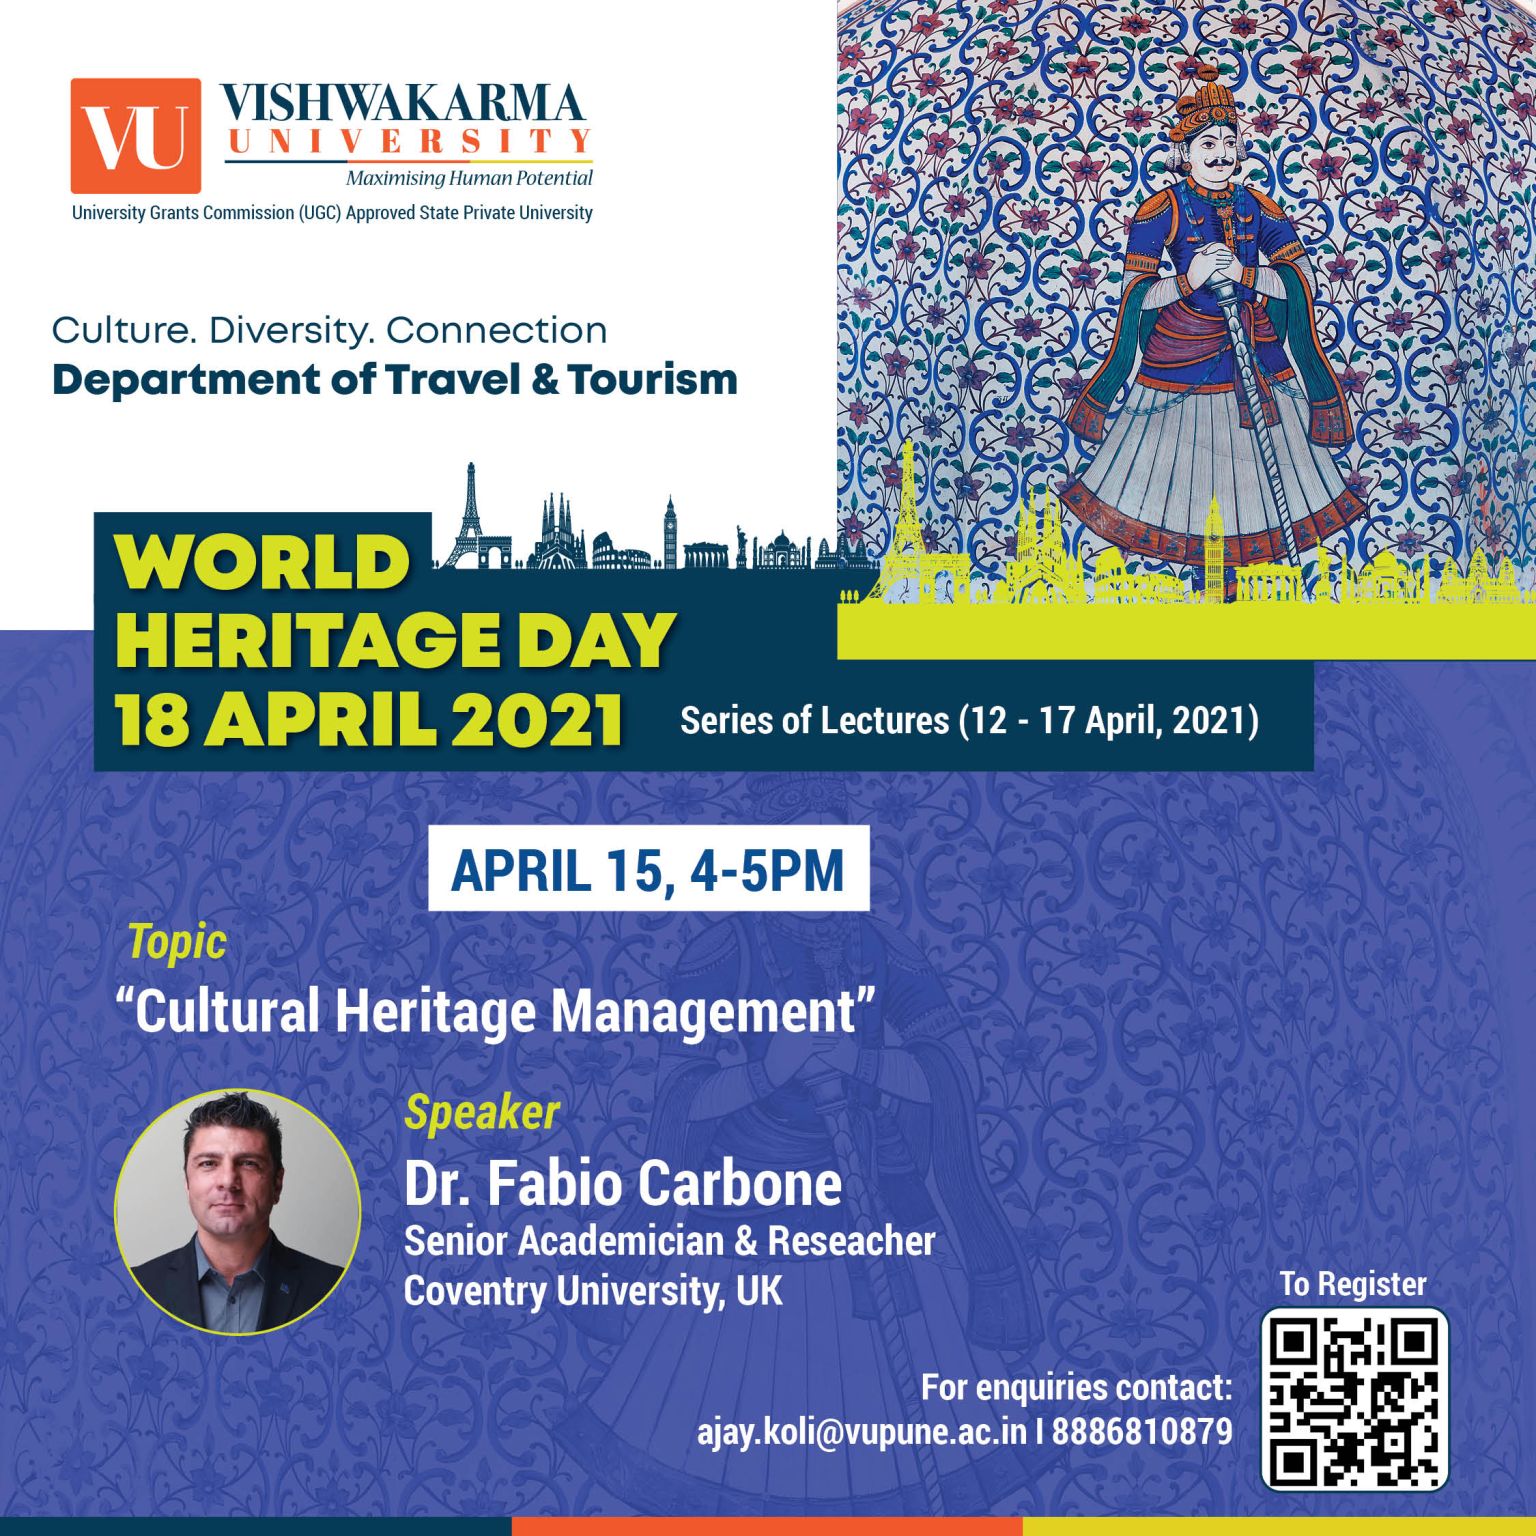 VU
VISHWAKARMA
UNIVERSITY
Maximising Human Potential
University Grants Commission (UGC) Approved State Private University
Culture. Diversity. Connection
Department of Travel & Tourism
WORLD
HERITAGE DAY
18 APRIL 2021
Series of Lectures (12 - 17 April, 2021)
APRIL 15, 4-5PM
Topic
“Cultural Heritage Management”
Speaker
Dr. Fabio Carbone
Senior Academician & Reseacher
Coventry University, UK
To Register
For enquiries contact:
ajay.koli@vupune.ac.in I 8886810879